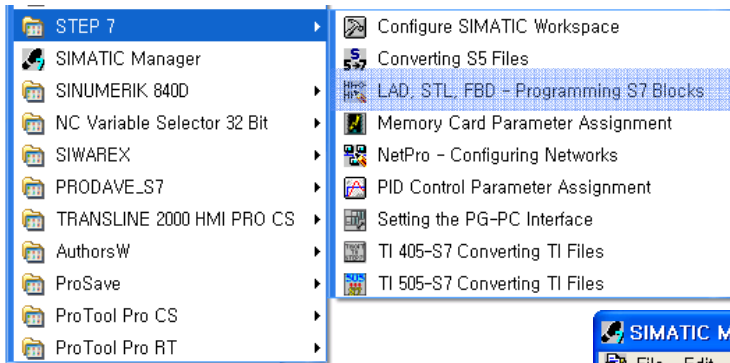 STEP 7
SIMATIC Manager
SINUMERIK 840D
NC Variable Selector 32 Bit
SIWAREX
PRODAVE_S7
TRANSLINE 2000 HMI PRO CS
AuthorsW
ProSave
ProTool Pro CS
ProTool Pro RT
Configure SIMATIC Workspace
Converting S5 Files
LAD, STL, FBD - Programming S7 Blocks
Memory Card Parameter Assignment
NetPro - Configuring Networks
PID Control Parameter Assignment
Setting the PG-PC Interface
TI 405-S7 Converting TI Files
TI 505-S7 Converting TI Files
SIMATIC M
File Edit